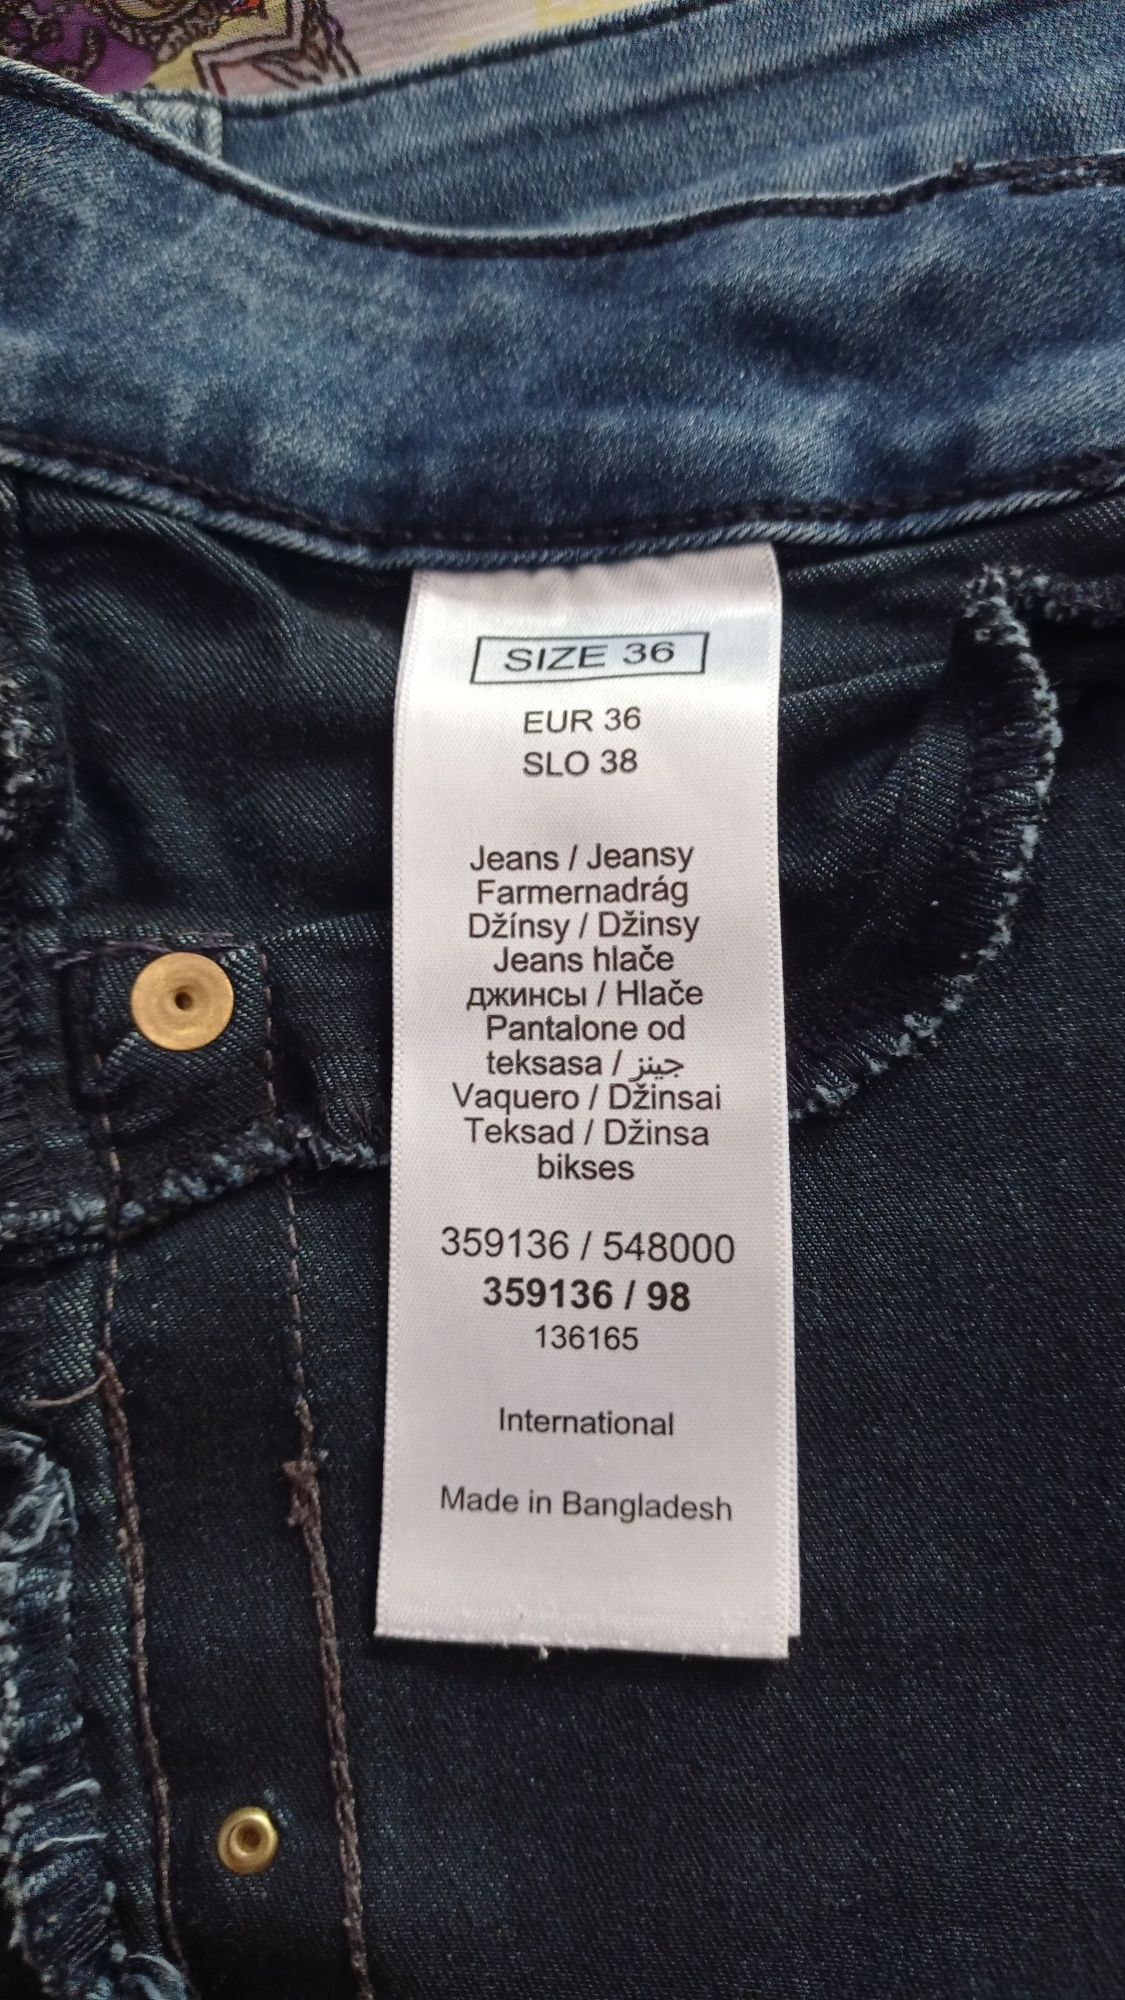 SIZE 36
EUR 36
SLO 38
Jeans / Jeansy
Farmernadrág
Džínsy / Džinsy
Jeans hlače
джинсы / Hlače
Pantalone od
teksasa / جينز
Vaquero / Džinsai
Teksad / Džinsa
bikses
359136 / 548000
359136 / 98
136165
International
Made in Bangladesh